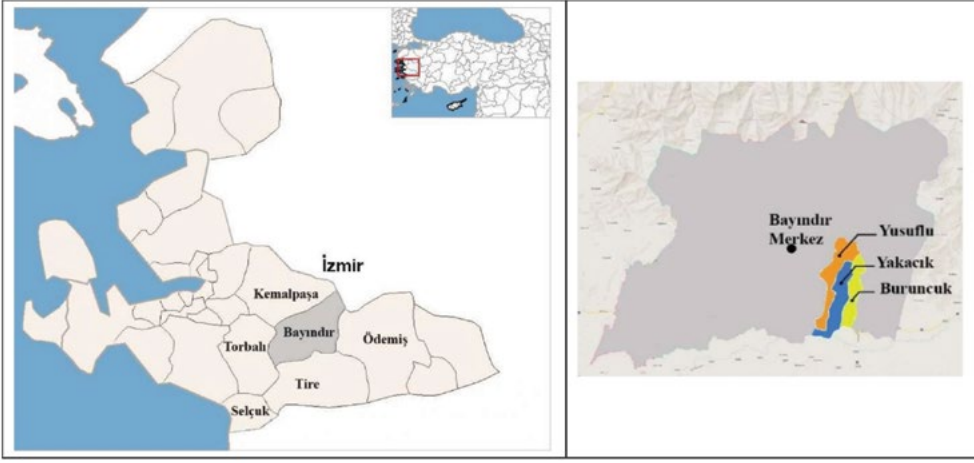 İzmir
Kemalpaşa
Bayındır
Torbalı
Ödemiş
Tire
Selçuk
Bayındır
Merkez
Yusuflu
Yakacık
Buruncuk